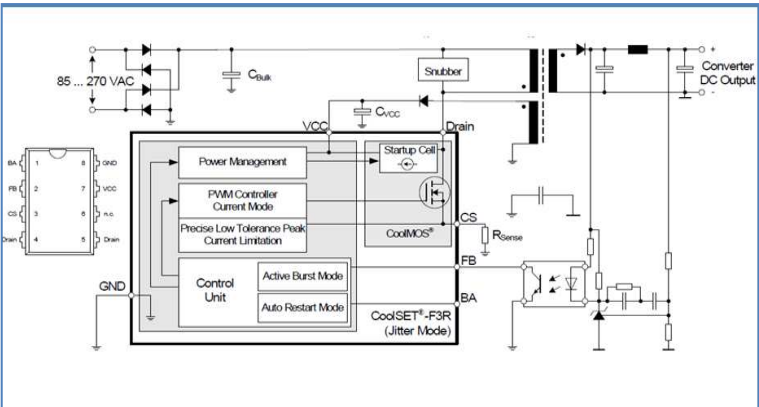 85 ... 270 VAC
CBulk
Snubber
Converter
DC Output
+
-
CVCC
VCC
Drain
Power Management
Startup Cell
PWM Controller
Current Mode
Precise Low Tolerance Peak
Current Limitation
CoolMOS®
CS
RSense
FB
Control
Unit
Active Burst Mode
Auto Restart Mode
BA
GND
CoolSET®-F3R
(Jitter Mode)
BA 1 8 GND
FB 2 7 VCC
CS 3 6 n.c.
Drain 4 5 Drain